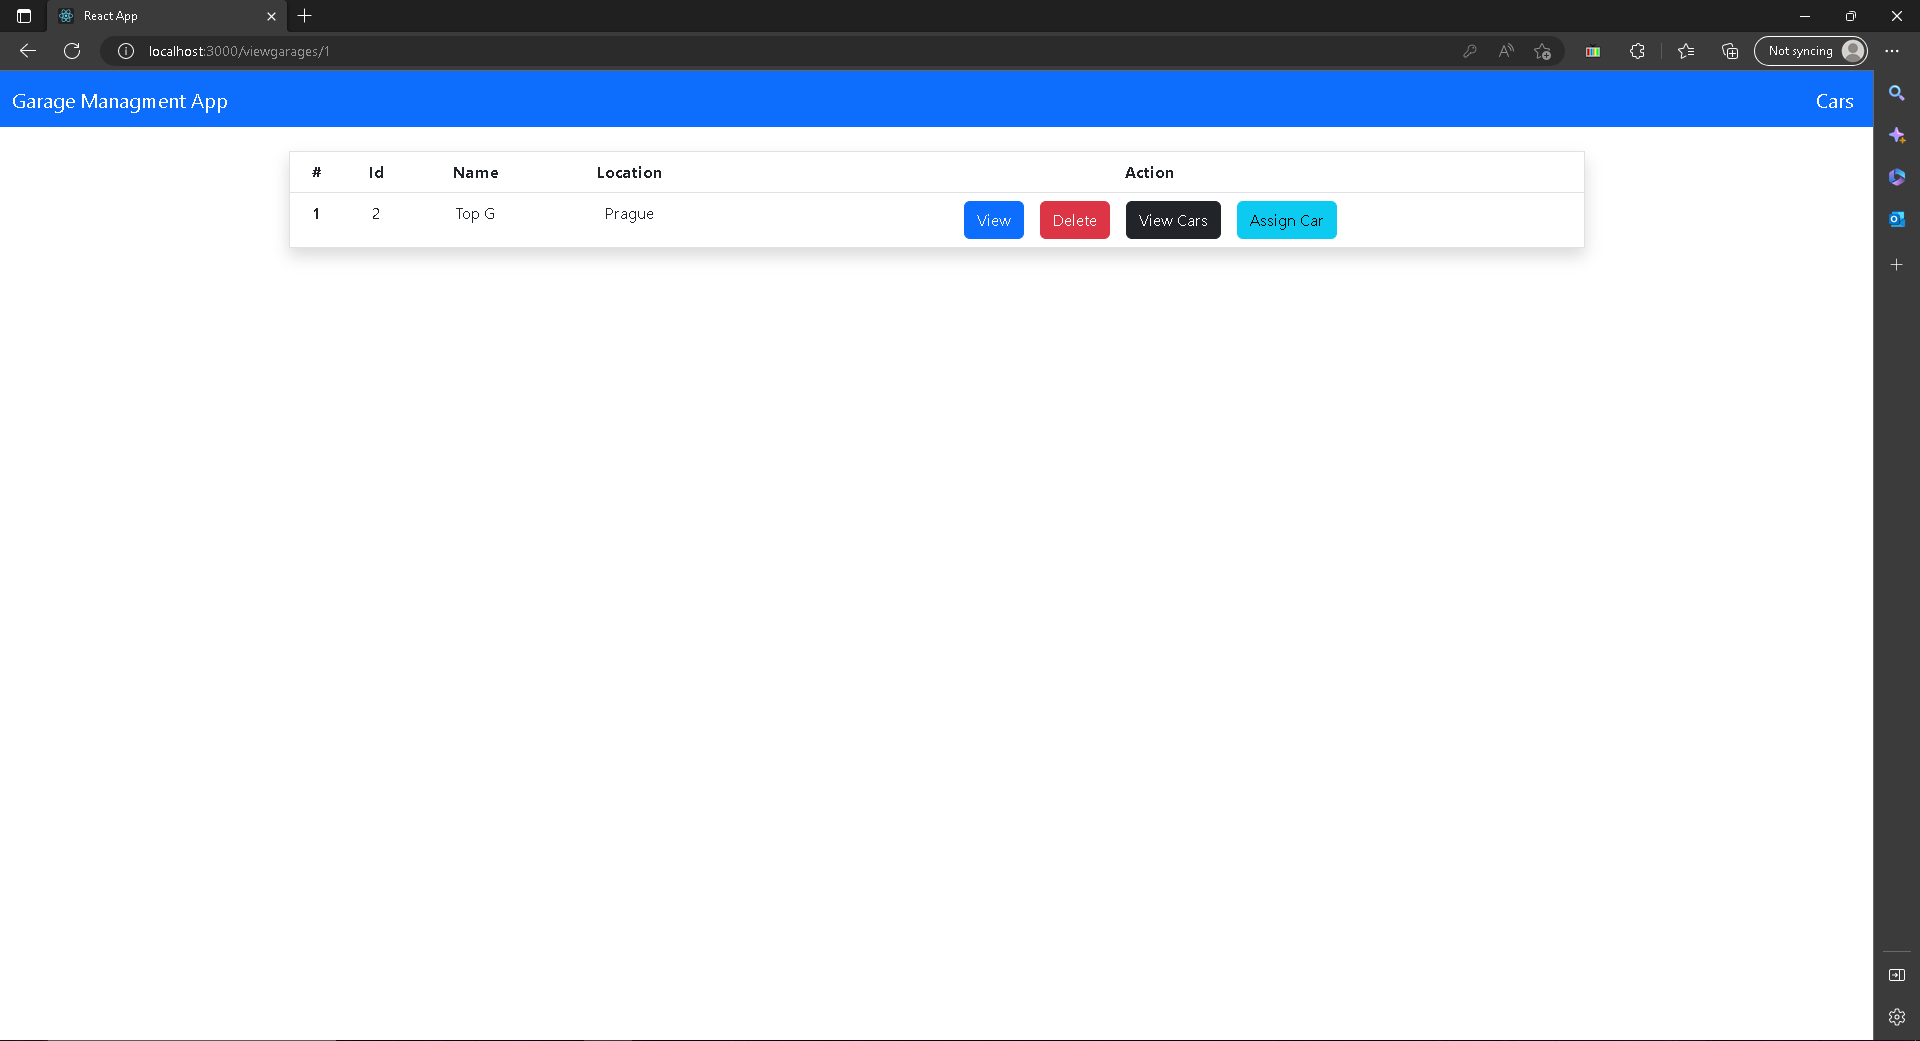 React App
localhost:3000/viewgarages/1
Not syncing
Garage Managment App
Cars
# Id Name Location Action
1 2 Top G Prague View Delete View Cars Assign Car